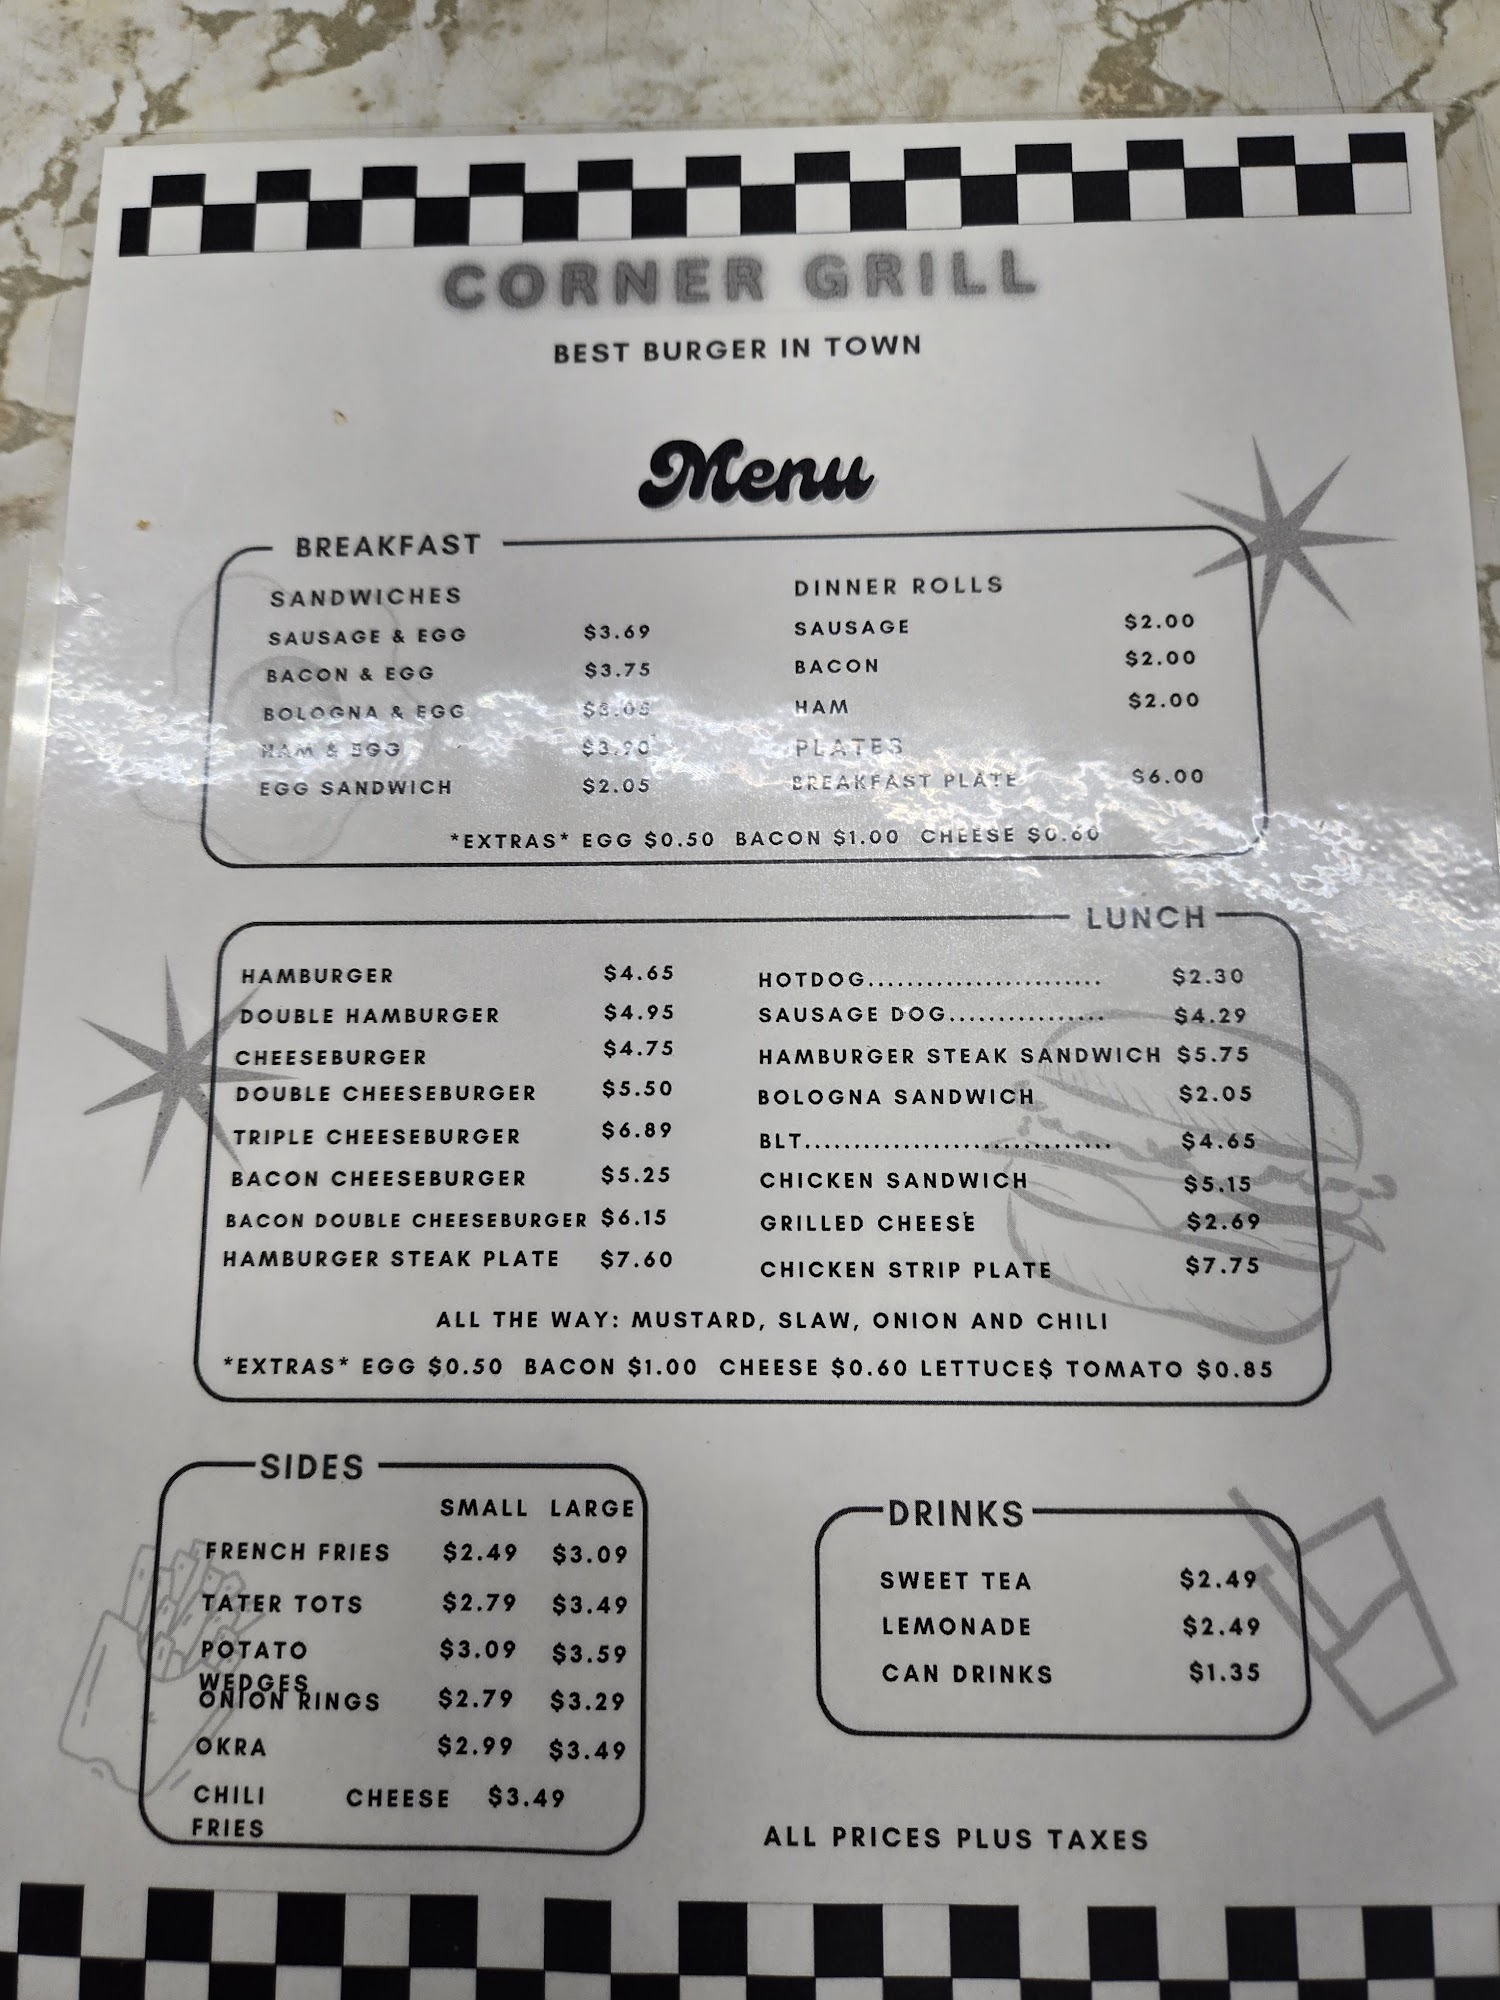 CORNER GRILL
BEST BURGER IN TOWN
Menu
BREAKFAST
SANDWICHES
SAUSAGE & EGG $3.69
BACON & EGG $3.75
BOLOGNA & EGG
HAM & EGG $3.90
EGG SANDWICH $2.05
DINNER ROLLS
SAUSAGE $2.00
BACON $2.00
HAM $2.00
PLATES
BREAKFAST PLATE $6.00
*EXTRAS* EGG $0.50 BACON $1.00 CHEESE $0.60
LUNCH
HAMBURGER $4.65
DOUBLE HAMBURGER $4.95
CHEESEBURGER $4.75
DOUBLE CHEESEBURGER $5.50
TRIPLE CHEESEBURGER $6.89
BACON CHEESEBURGER $5.25
BACON DOUBLE CHEESEBURGER $6.15
HAMBURGER STEAK PLATE $7.60
HOTDOG........................ $2.30
SAUSAGE DOG................ $4.29
HAMBURGER STEAK SANDWICH $5.75
BOLOGNA SANDWICH $2.05
BLT............................... $4.65
CHICKEN SANDWICH $5.15
GRILLED CHEESE $2.69
CHICKEN STRIP PLATE $7.75
ALL THE WAY: MUSTARD, SLAW, ONION AND CHILI
*EXTRAS* EGG $0.50 BACON $1.00 CHEESE $0.60 LETTUCE$ TOMATO $0.85
SIDES
SMALL LARGE
FRENCH FRIES $2.49 $3.09
TATER TOTS $2.79 $3.49
POTATO $3.09 $3.59
WEDGES
ONION RINGS $2.79 $3.29
OKRA $2.99 $3.49
CHILI CHEESE $3.49
FRIES
DRINKS
SWEET TEA $2.49
LEMONADE $2.49
CAN DRINKS $1.35
ALL PRICES PLUS TAXES